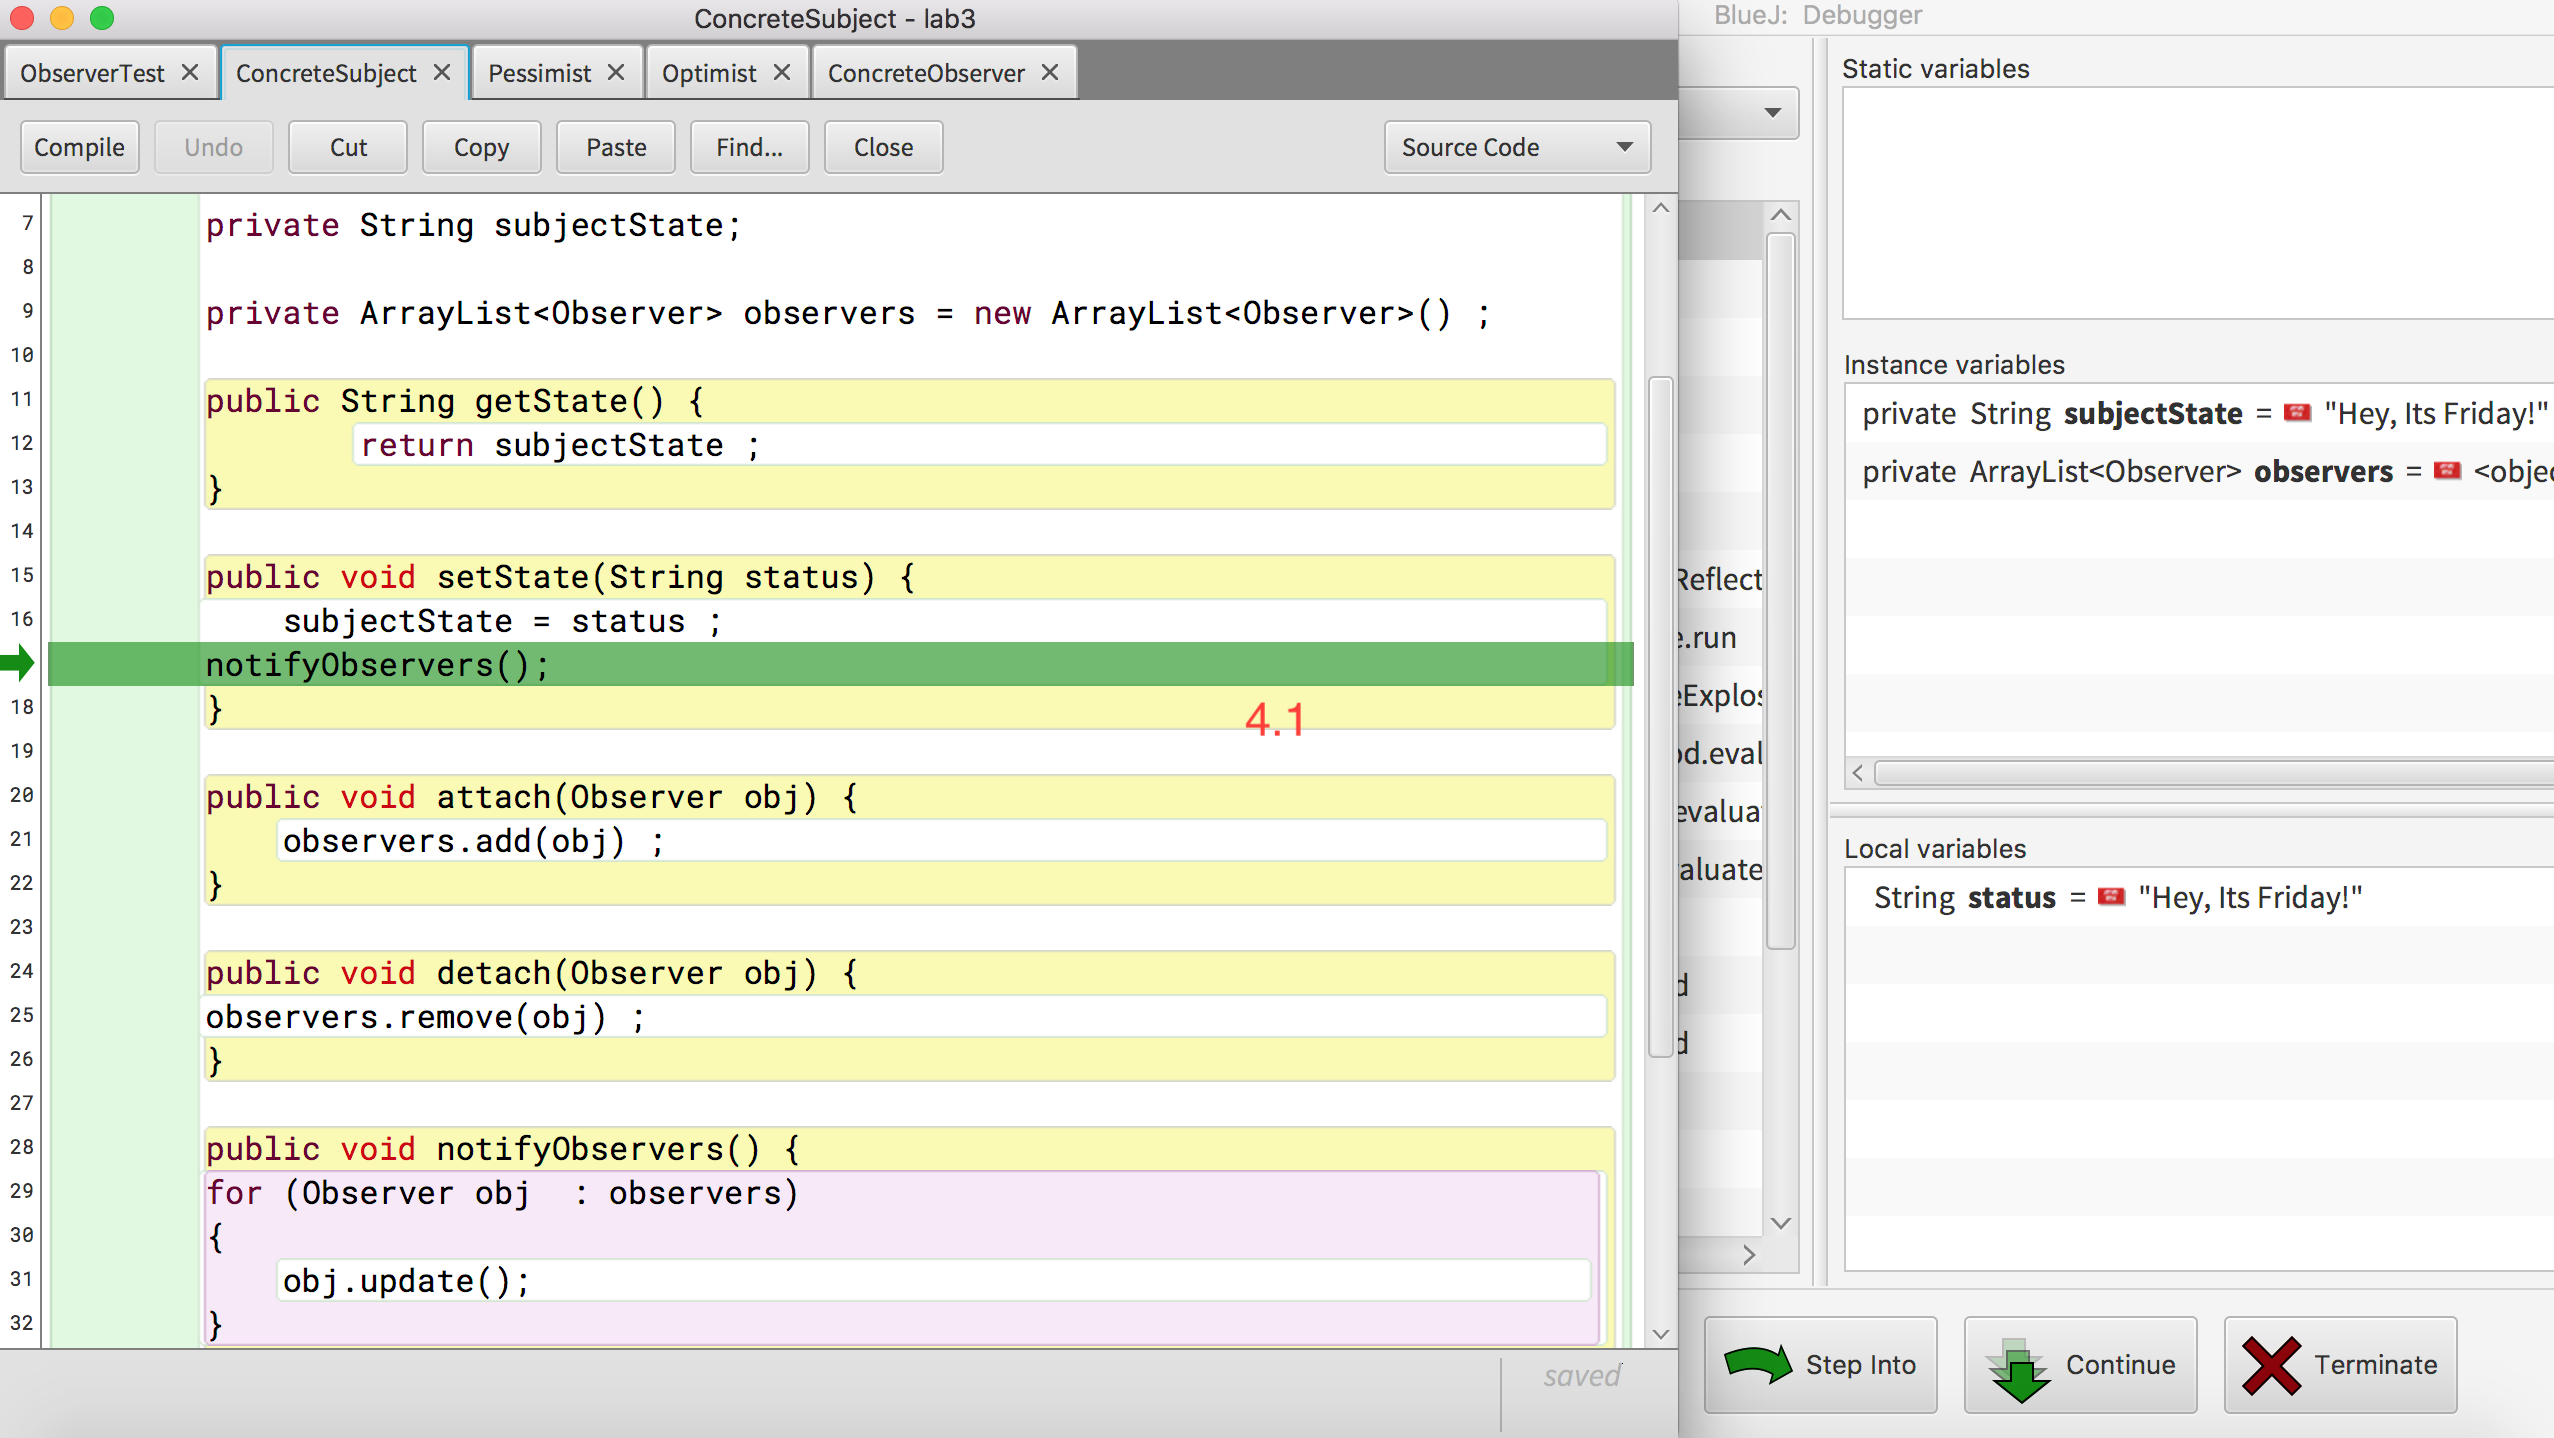 ConcreteSubject - lab3
BlueJ: Debugger
ObserverTest
ConcreteSubject
Pessimist
Optimist
ConcreteObserver
Compile
Undo
Cut
Copy
Paste
Find...
Close
Source Code
7 private String subjectState;
8
9 private ArrayList<Observer> observers = new ArrayList<Observer>() ;
10
11 public String getState() {
12 return subjectState ;
13 }
14
15 public void setState(String status) {
16 subjectState = status ;
notifyObservers();
18 }
4.1
19
20 public void attach(Observer obj) {
21 observers.add(obj) ;
22 }
23
24 public void detach(Observer obj) {
25 observers.remove(obj) ;
26 }
27
28 public void notifyObservers() {
29 for (Observer obj  : observers)
30 {
31 obj.update();
32 }
saved
Reflect
e.run
eExplos
od.eval
evalua
aluate
d
d
Static variables
Instance variables
private String subjectState = "Hey, Its Friday!"
private ArrayList<Observer> observers = <objec
Local variables
String status = "Hey, Its Friday!"
Step Into
Continue
Terminate